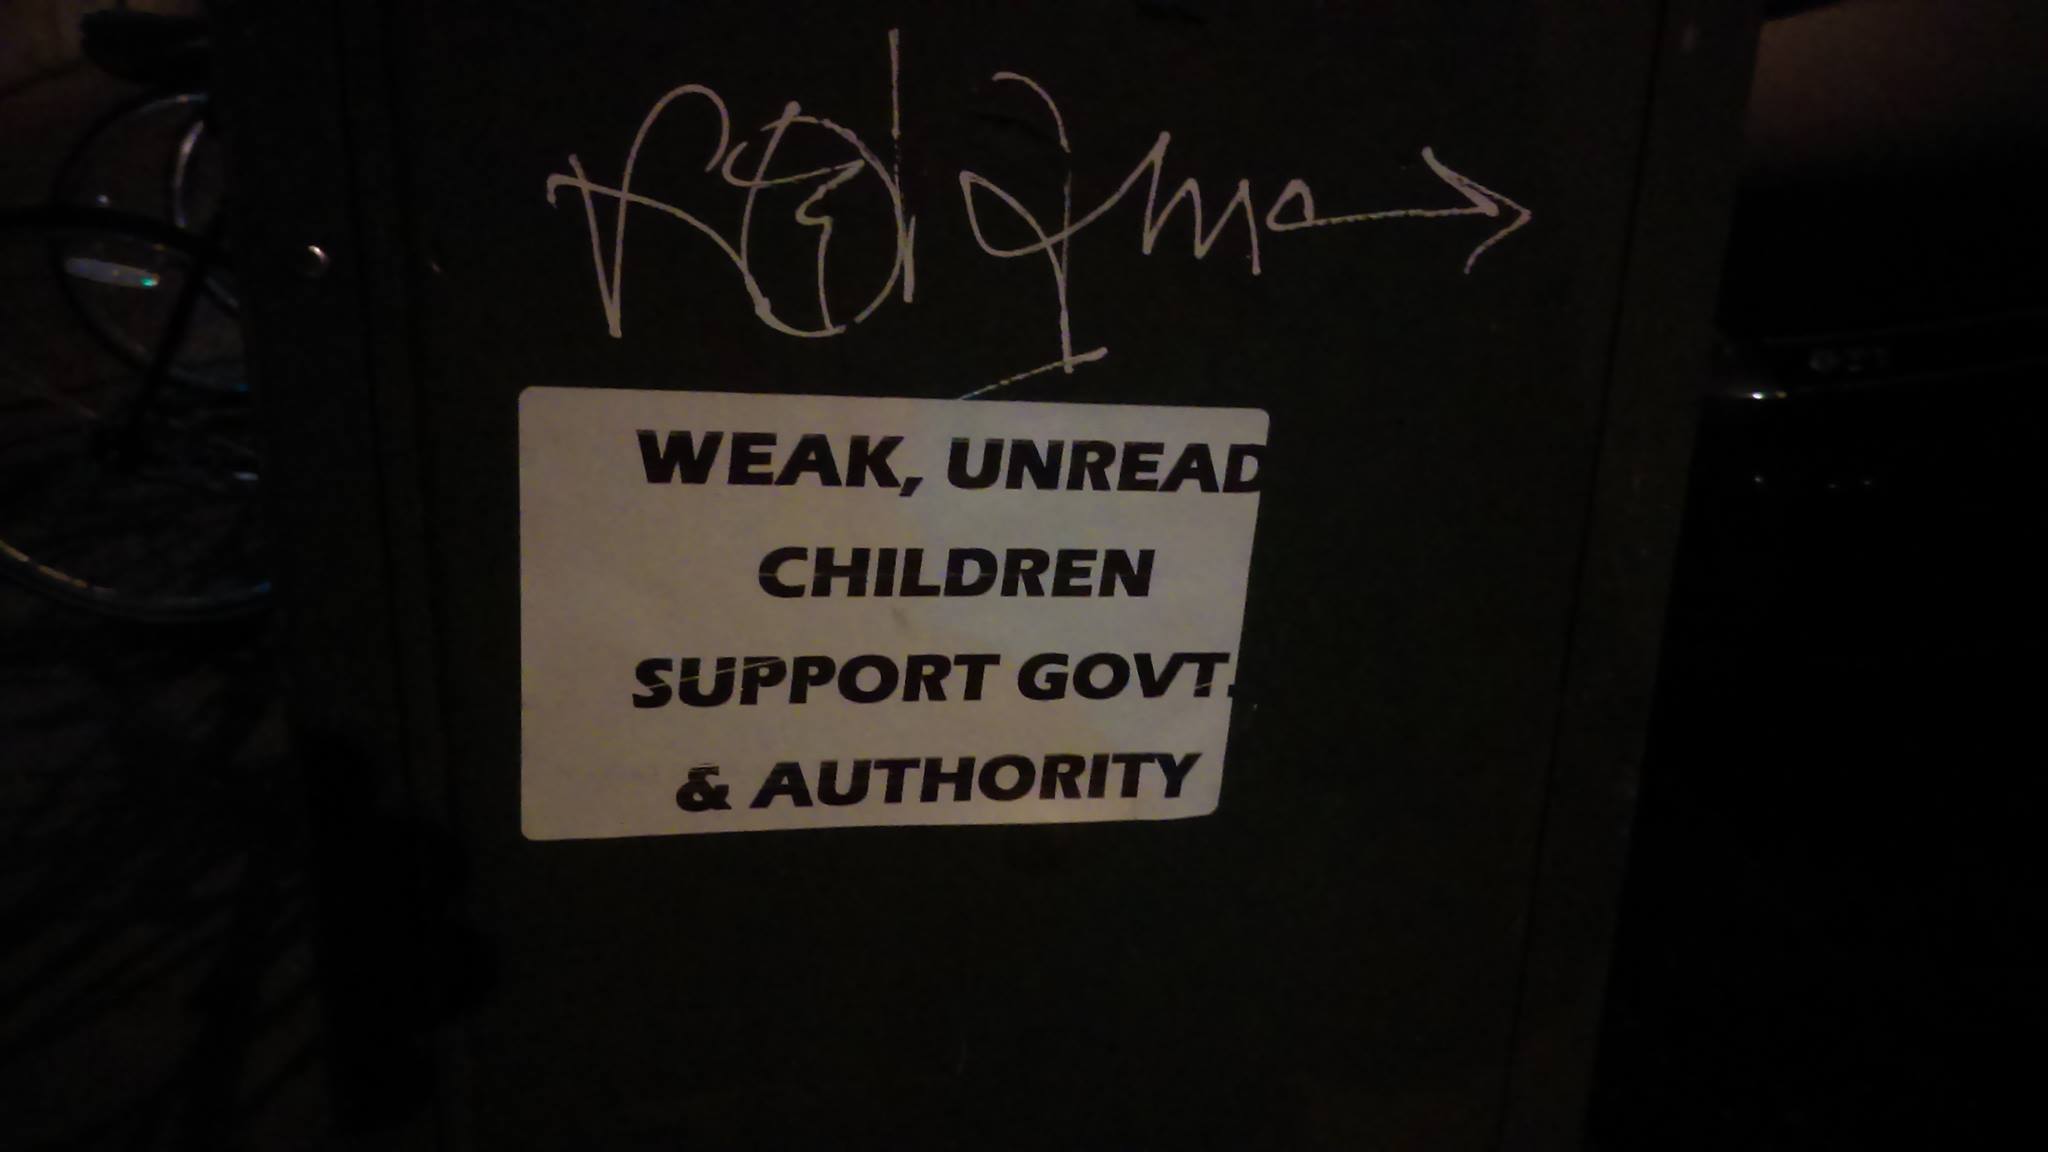 WEAK, UNREAD
CHILDREN
SUPPORT GOVT.
& AUTHORITY